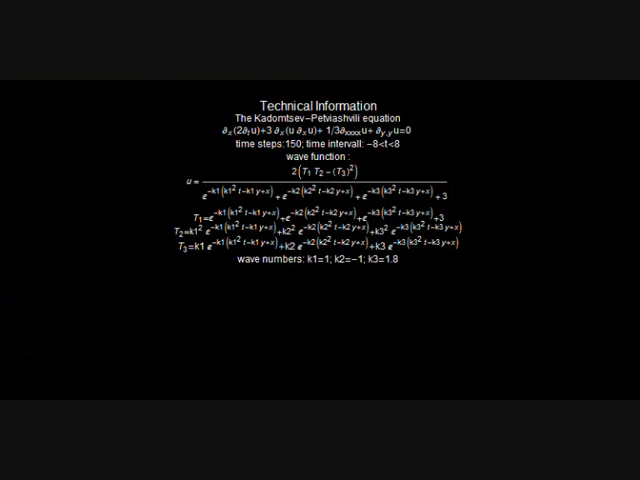 Technical Information
The Kadomtsev−Petviashvili equation
∂ₓ(2∂ₜu)+3 ∂ₓ(u ∂ₓu)+ 1/3∂ₓₓₓₓu+ ∂y,y u=0
time steps:150; time intervall: −8<t<8
wave function :
u = 2(T₁ T₂ − (T₃)²) / e^(−k1(k1² t−k1 y+x)) + e^(−k2(k2² t−k2 y+x)) + e^(−k3(k3² t−k3 y+x)) + 3
T₁=e^(−k1(k1² t−k1 y+x))+e^(−k2(k2² t−k2 y+x))+e^(−k3(k3² t−k3 y+x))+3
T₂=k1² e^(−k1(k1² t−k1 y+x))+k2² e^(−k2(k2² t−k2 y+x))+k3² e^(−k3(k3² t−k3 y+x))
T₃=k1 e^(−k1(k1² t−k1 y+x))+k2 e^(−k2(k2² t−k2 y+x))+k3 e^(−k3(k3² t−k3 y+x))
wave numbers: k1=1; k2=−1; k3=1.8